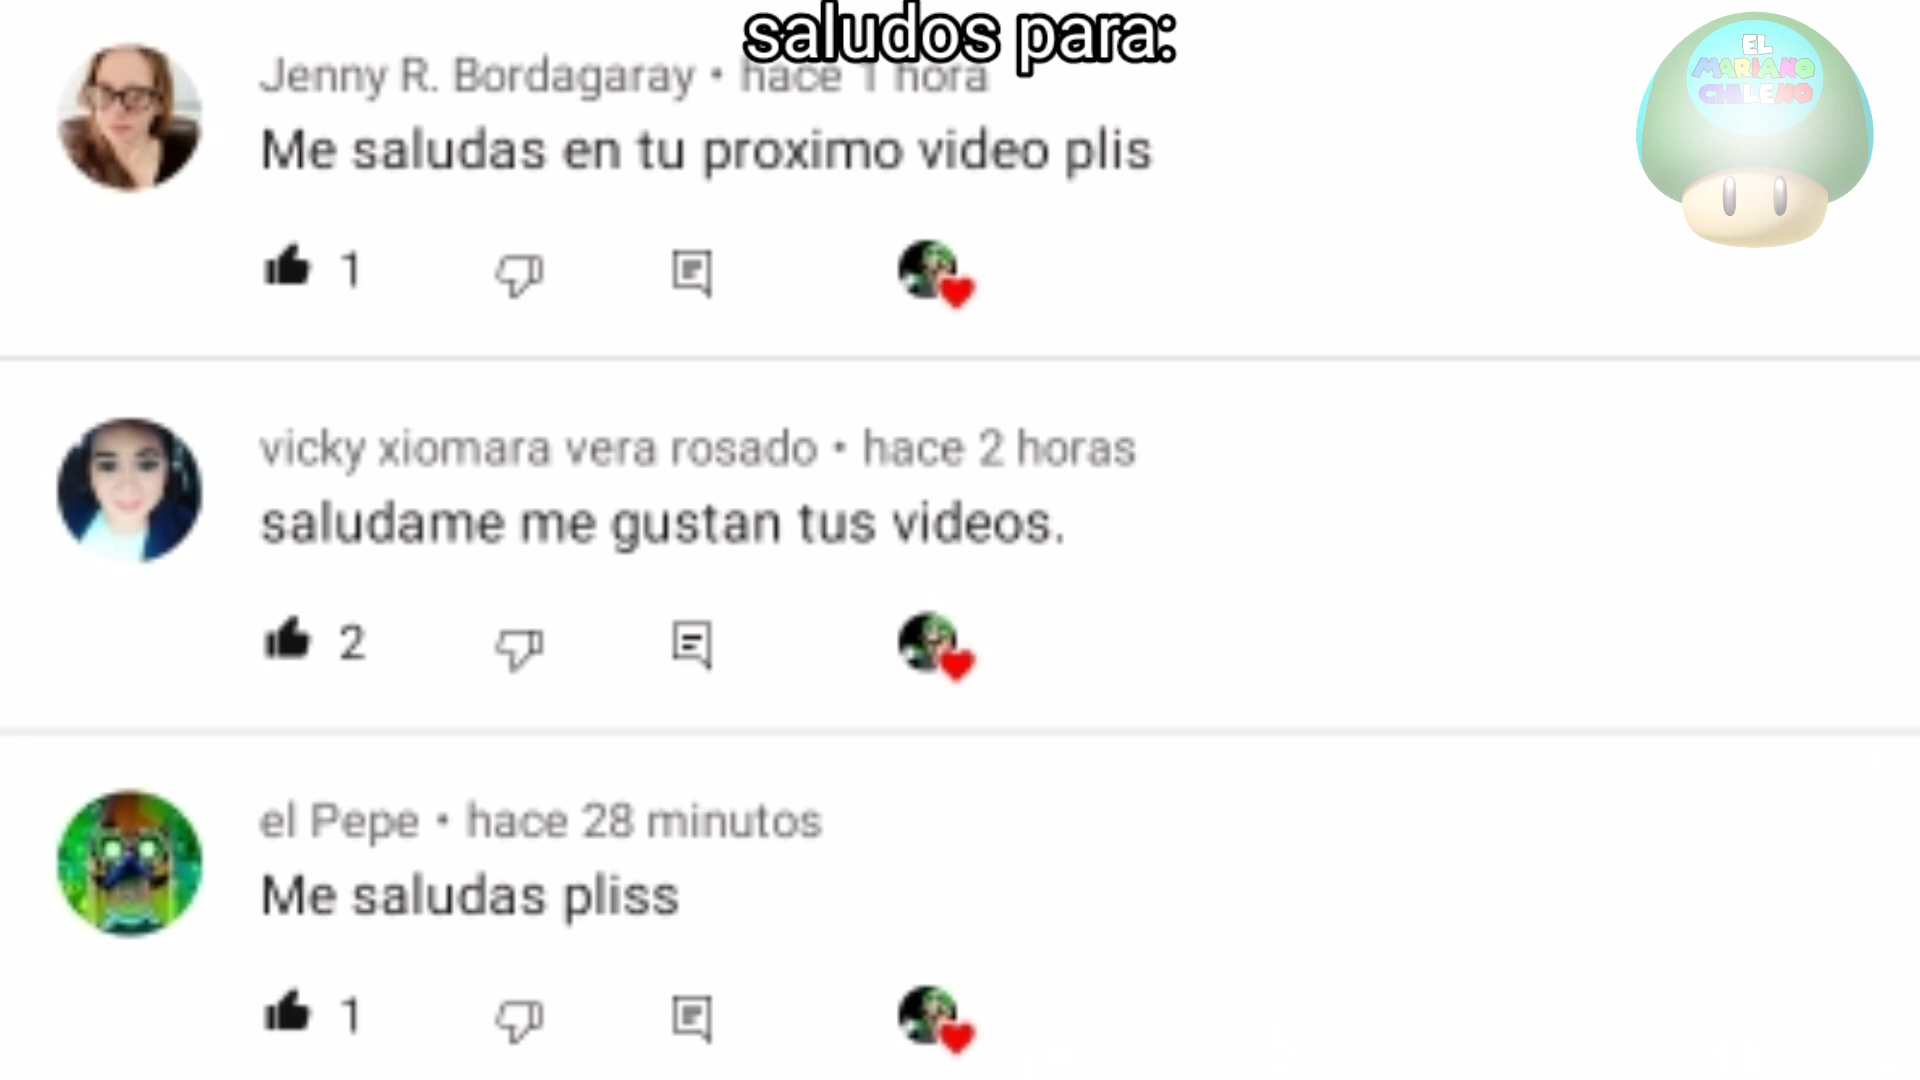 saludos para:
EL
MARIANO
CHILENO
Jenny R. Bordagaray • hace 1 hora
Me saludas en tu proximo video plis
1
vicky xiomara vera rosado • hace 2 horas
saludame me gustan tus videos.
2
el Pepe • hace 28 minutos
Me saludas pliss
1